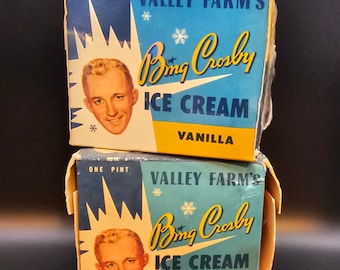 VALLEY FARM'S
Bing Crosby
ICE CREAM
VANILLA
ONE PINT
VALLEY FARM'S
Bing Crosby
ICE CREAM